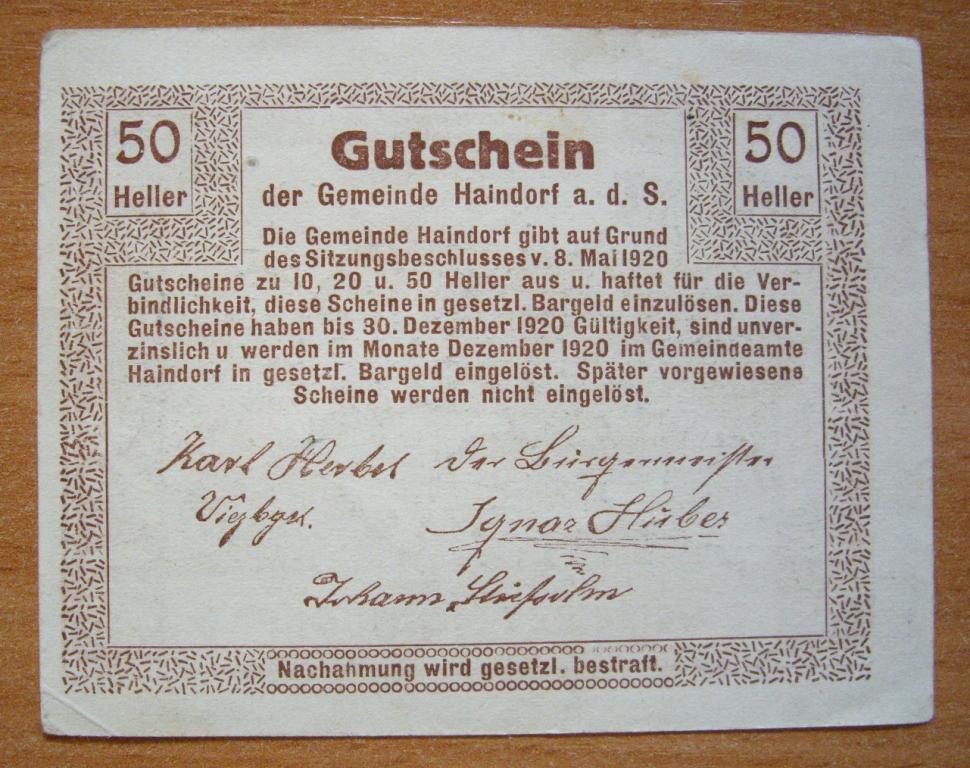 50
Heller
50
Heller
Gutschein
der Gemeinde Haindorf a. d. S.
Die Gemeinde Haindorf gibt auf Grund
des Sitzungsbeschlusses v. 8. Mai 1920
Gutscheine zu 10, 20 u. 50 Heller aus u. haftet für die Ver-
bindlichkeit, diese Scheine in gesetzl. Bargeld einzulösen. Diese
Gutscheine haben bis 30. Dezember 1920 Gültigkeit, sind unver-
zinslich u werden im Monate Dezember 1920 im Gemeindeamte
Haindorf in gesetzl. Bargeld eingelöst. Später vorgewiesene
Scheine werden nicht eingelöst.
Karl Herbst Der Bürgermeister
Vizbgst. Ignaz Huber
Johann
Nachahmung wird gesetzl. bestraft.